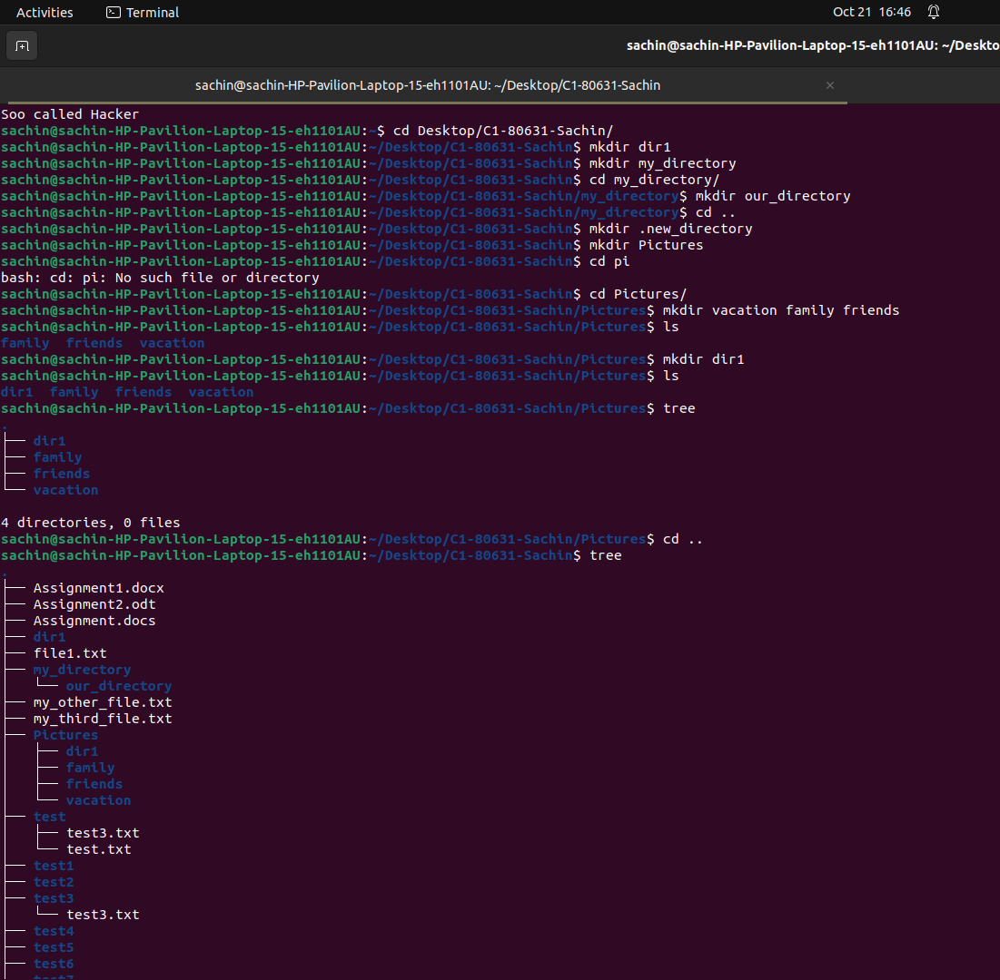 Activities Terminal Oct 21 16:46
sachin@sachin-HP-Pavilion-Laptop-15-eh1101AU: ~/Deskto
sachin@sachin-HP-Pavilion-Laptop-15-eh1101AU: ~/Desktop/C1-80631-Sachin ×
Soo called Hacker
sachin@sachin-HP-Pavilion-Laptop-15-eh1101AU:~$ cd Desktop/C1-80631-Sachin/
sachin@sachin-HP-Pavilion-Laptop-15-eh1101AU:~/Desktop/C1-80631-Sachin$ mkdir dir1
sachin@sachin-HP-Pavilion-Laptop-15-eh1101AU:~/Desktop/C1-80631-Sachin$ mkdir my_directory
sachin@sachin-HP-Pavilion-Laptop-15-eh1101AU:~/Desktop/C1-80631-Sachin$ cd my_directory/
sachin@sachin-HP-Pavilion-Laptop-15-eh1101AU:~/Desktop/C1-80631-Sachin/my_directory$ mkdir our_directory
sachin@sachin-HP-Pavilion-Laptop-15-eh1101AU:~/Desktop/C1-80631-Sachin/my_directory$ cd ..
sachin@sachin-HP-Pavilion-Laptop-15-eh1101AU:~/Desktop/C1-80631-Sachin$ mkdir .new_directory
sachin@sachin-HP-Pavilion-Laptop-15-eh1101AU:~/Desktop/C1-80631-Sachin$ mkdir Pictures
sachin@sachin-HP-Pavilion-Laptop-15-eh1101AU:~/Desktop/C1-80631-Sachin$ cd pi
bash: cd: pi: No such file or directory
sachin@sachin-HP-Pavilion-Laptop-15-eh1101AU:~/Desktop/C1-80631-Sachin$ cd Pictures/
sachin@sachin-HP-Pavilion-Laptop-15-eh1101AU:~/Desktop/C1-80631-Sachin/Pictures$ mkdir vacation family friends
sachin@sachin-HP-Pavilion-Laptop-15-eh1101AU:~/Desktop/C1-80631-Sachin/Pictures$ ls
family  friends  vacation
sachin@sachin-HP-Pavilion-Laptop-15-eh1101AU:~/Desktop/C1-80631-Sachin/Pictures$ mkdir dir1
sachin@sachin-HP-Pavilion-Laptop-15-eh1101AU:~/Desktop/C1-80631-Sachin/Pictures$ ls
dir1  family  friends  vacation
sachin@sachin-HP-Pavilion-Laptop-15-eh1101AU:~/Desktop/C1-80631-Sachin/Pictures$ tree
.
├── dir1
├── family
├── friends
└── vacation
4 directories, 0 files
sachin@sachin-HP-Pavilion-Laptop-15-eh1101AU:~/Desktop/C1-80631-Sachin/Pictures$ cd ..
sachin@sachin-HP-Pavilion-Laptop-15-eh1101AU:~/Desktop/C1-80631-Sachin$ tree
.
├── Assignment1.docx
├── Assignment2.odt
├── Assignment.docs
├── dir1
├── file1.txt
├── my_directory
│   └── our_directory
├── my_other_file.txt
├── my_third_file.txt
├── Pictures
│   ├── dir1
│   ├── family
│   ├── friends
│   └── vacation
├── test
│   ├── test3.txt
│   └── test.txt
├── test1
├── test2
├── test3
│   └── test3.txt
├── test4
├── test5
├── test6